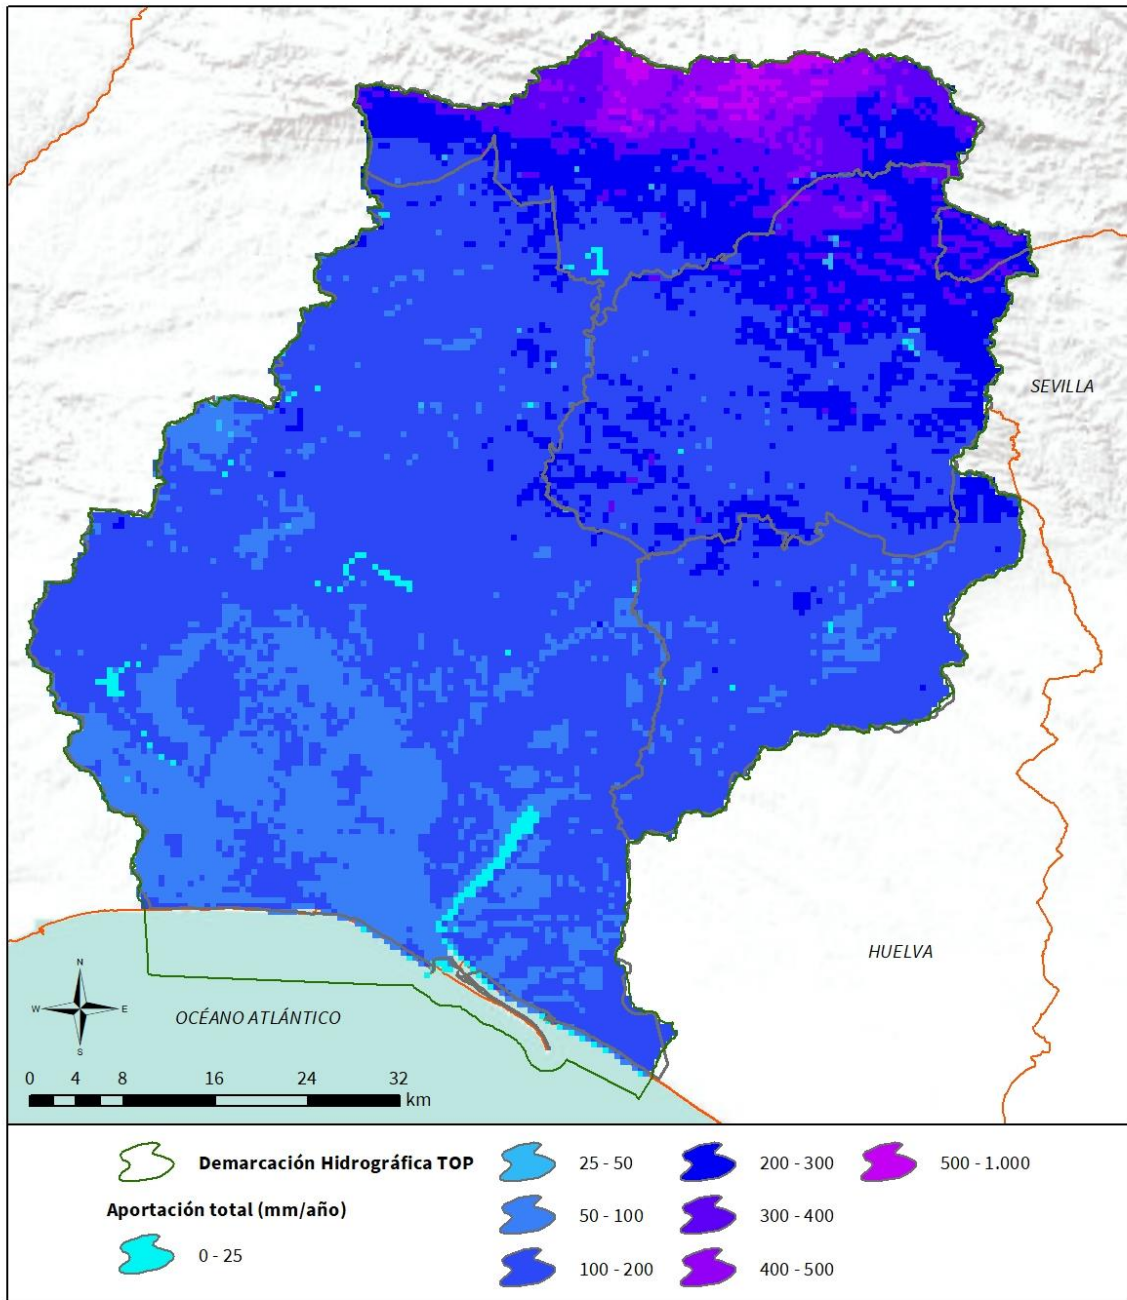 SEVILLA
HUELVA
N
W
E
S
OCÉANO ATLÁNTICO
0 4 8 16 24 32
km
Demarcación Hidrográfica TOP
Aportación total (mm/año)
0 - 25
25 - 50
50 - 100
100 - 200
200 - 300
300 - 400
400 - 500
500 - 1.000